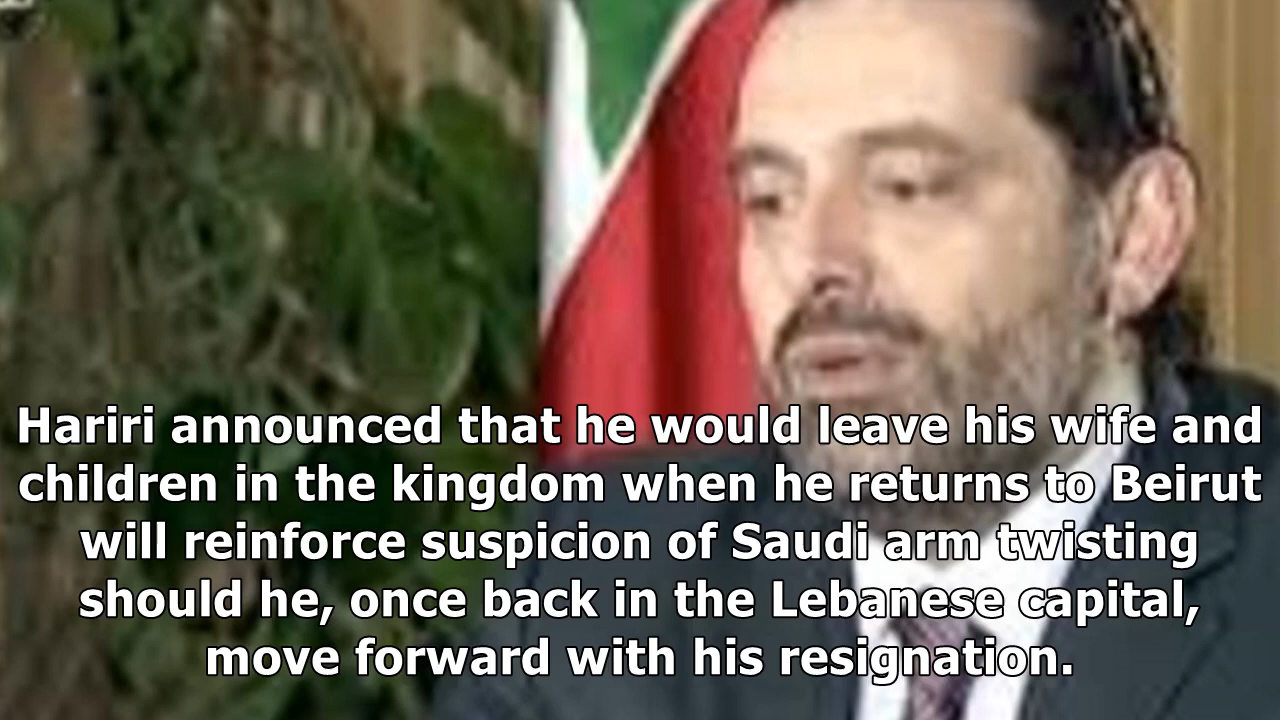 Hariri announced that he would leave his wife and
children in the kingdom when he returns to Beirut
will reinforce suspicion of Saudi arm twisting
should he, once back in the Lebanese capital,
move forward with his resignation.